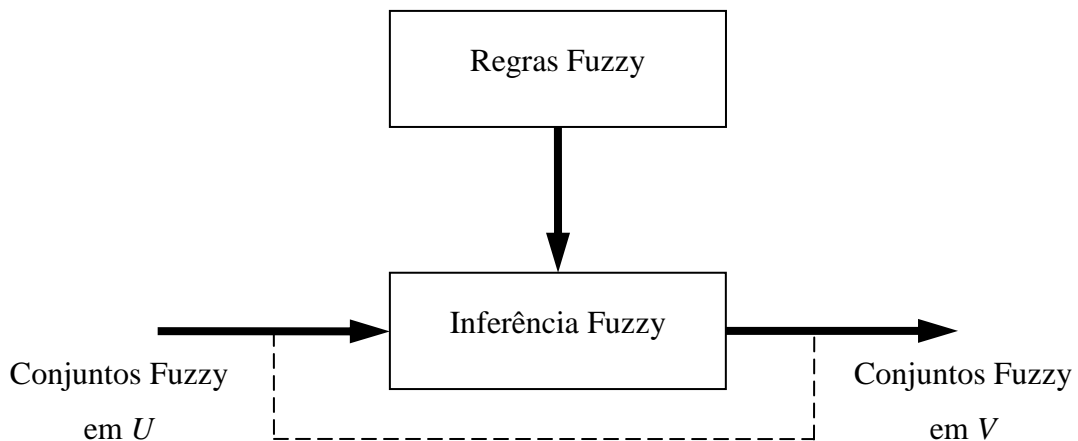 Regras Fuzzy
Inferência Fuzzy
Conjuntos Fuzzy
em U
Conjuntos Fuzzy
em V